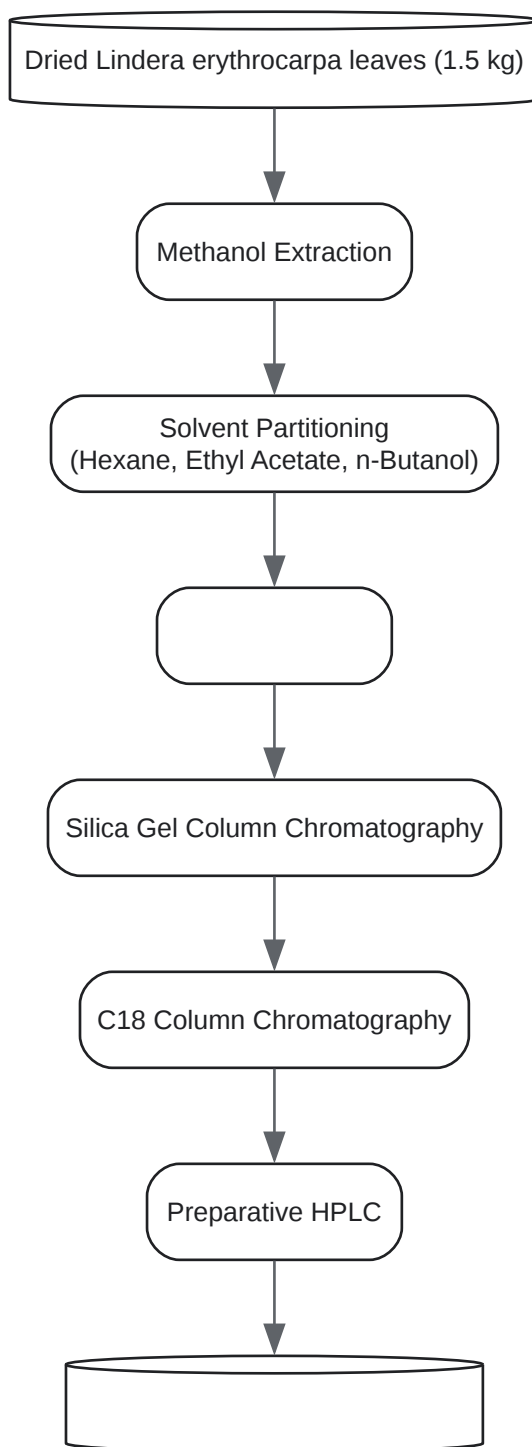 Dried Lindera erythrocarpa leaves (1.5 kg)
Methanol Extraction
Solvent Partitioning
(Hexane, Ethyl Acetate, n-Butanol)
Silica Gel Column Chromatography
C18 Column Chromatography
Preparative HPLC